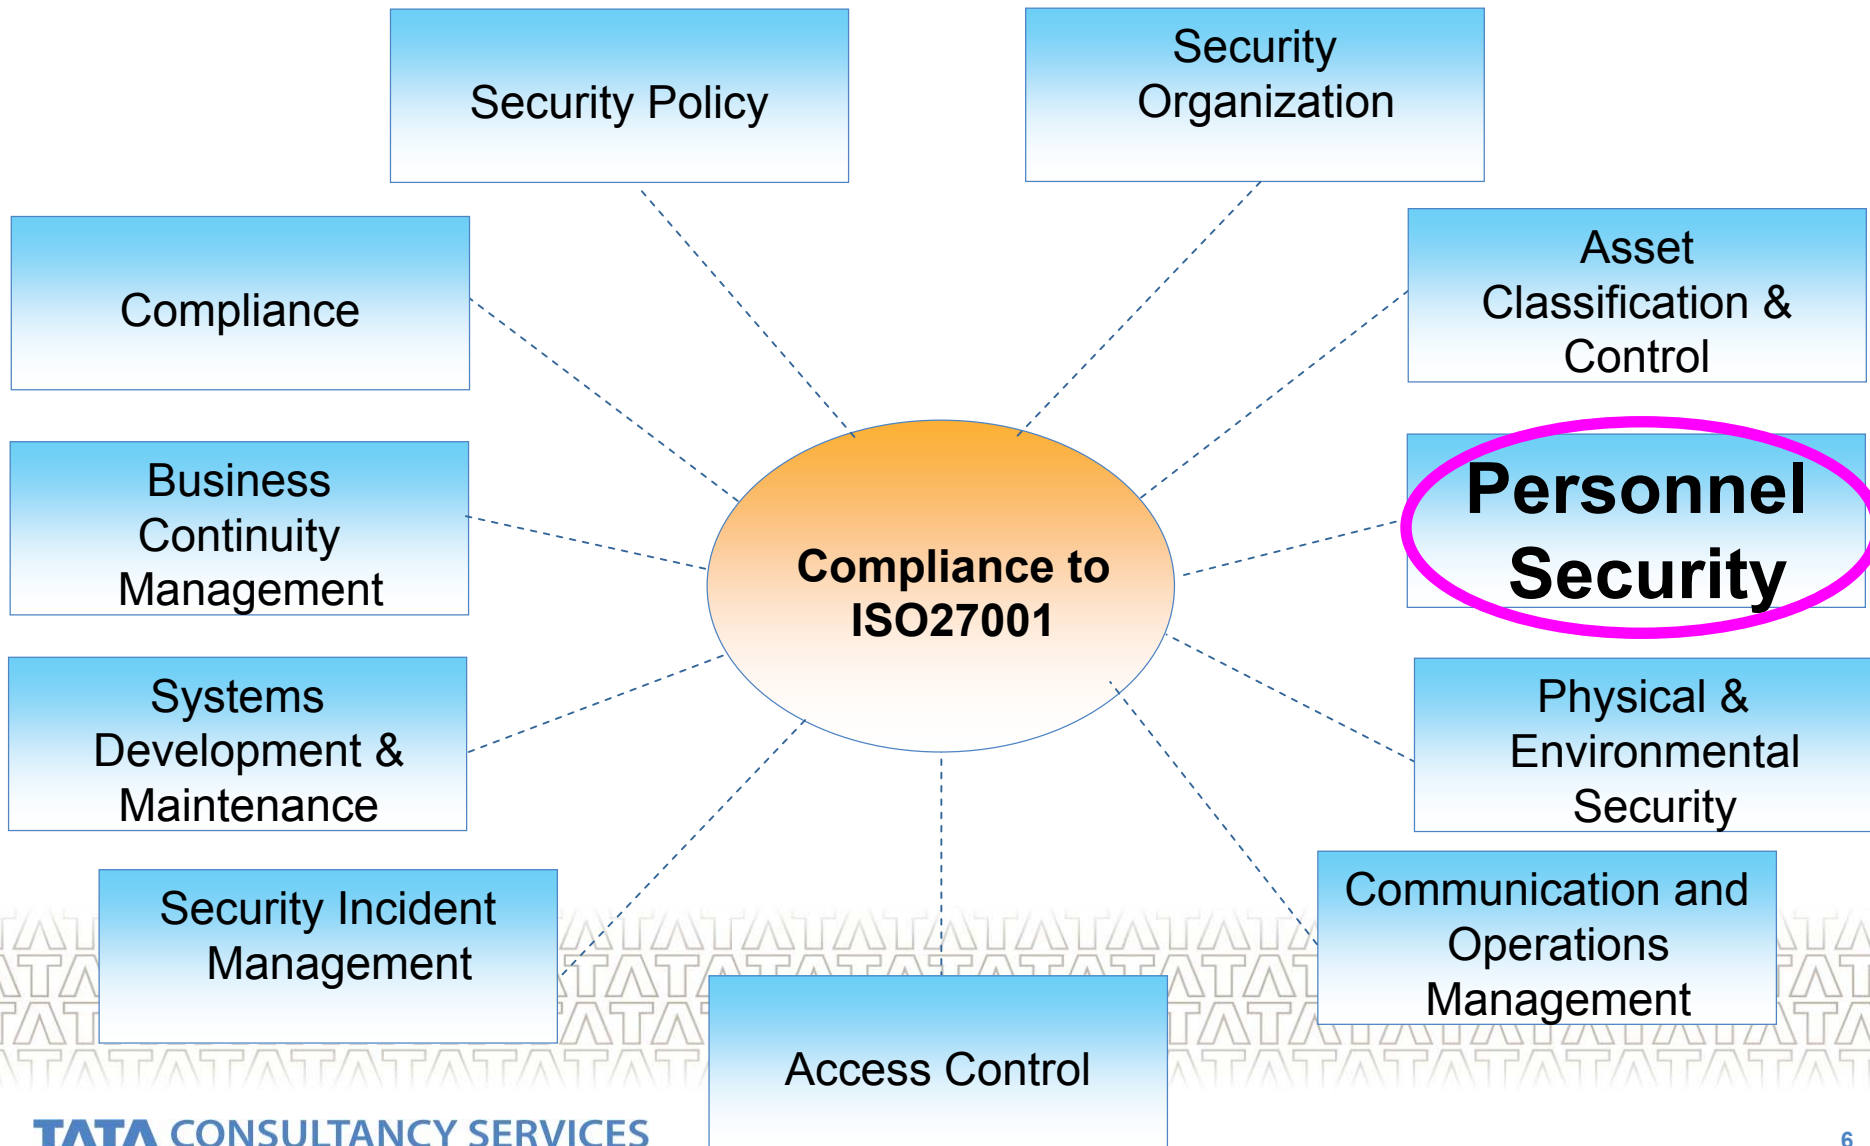 Security Policy
Security
Organization
Compliance
Asset
Classification &
Control
Business
Continuity
Management
Compliance to
ISO27001
Personnel
Security
Systems
Development &
Maintenance
Physical &
Environmental
Security
Security Incident
Management
Communication and
Operations
Management
Access Control
TATA CONSULTANCY SERVICES
6